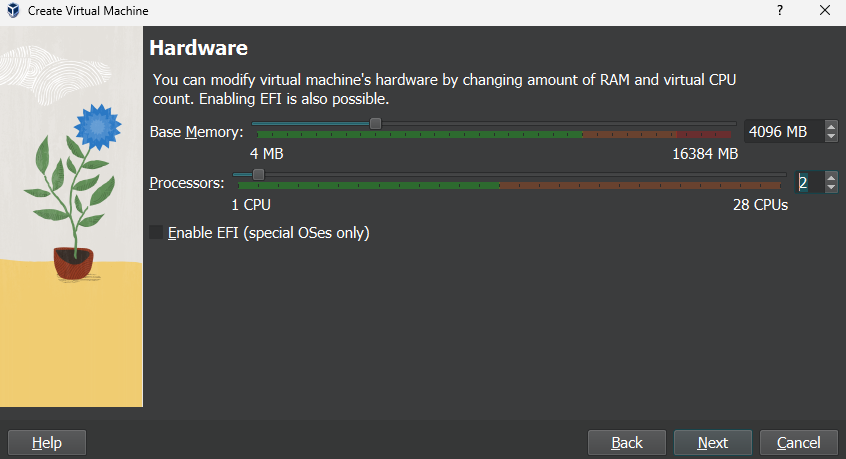 Create Virtual Machine
?
Hardware
You can modify virtual machine's hardware by changing amount of RAM and virtual CPU
count. Enabling EFI is also possible.
Base Memory: 4096 MB
4 MB 16384 MB
Processors: 2
1 CPU 28 CPUs
Enable EFI (special OSes only)
Help Back Next Cancel